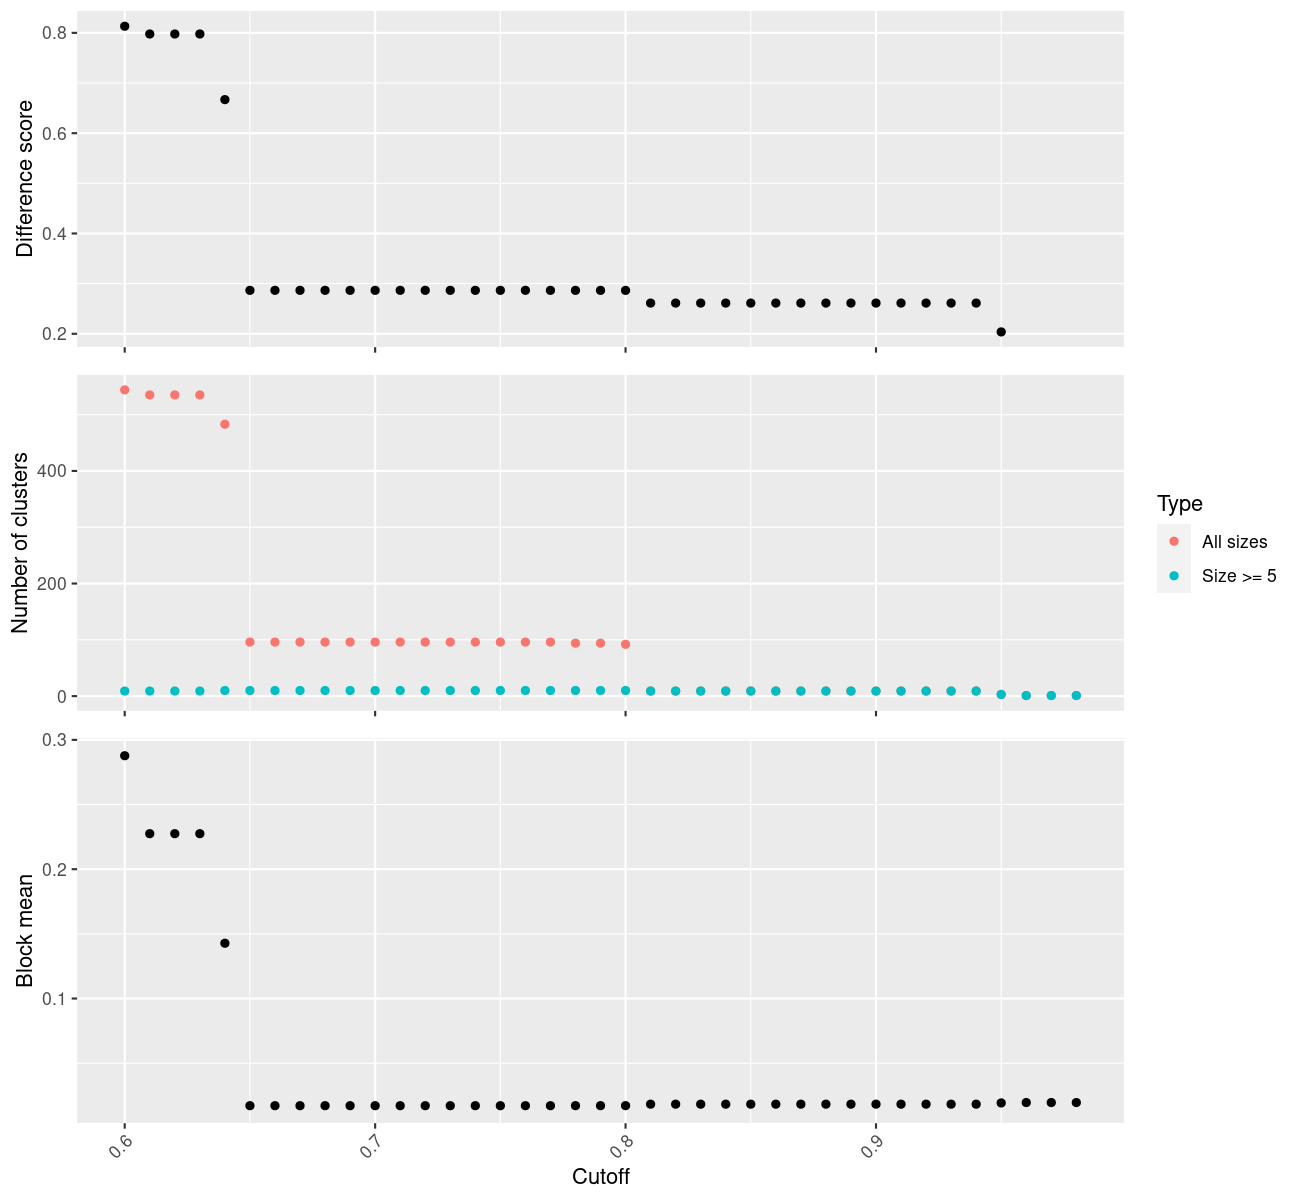 Difference score
0.8
0.6
0.4
0.2
Number of clusters
400
200
0
Type
All sizes
Size >= 5
Block mean
0.3
0.2
0.1
0.6
0.7
0.8
0.9
Cutoff